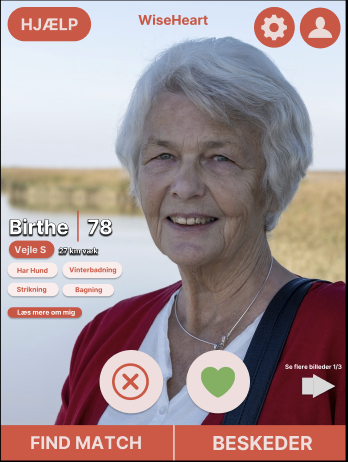 HJÆLP
WiseHeart
Birthe | 78
Vejle S 27 km væk
Har Hund Vinterbadning
Strikning Bagning
Læs mere om mig
Se flere billeder 1/3
FIND MATCH BESKEDER